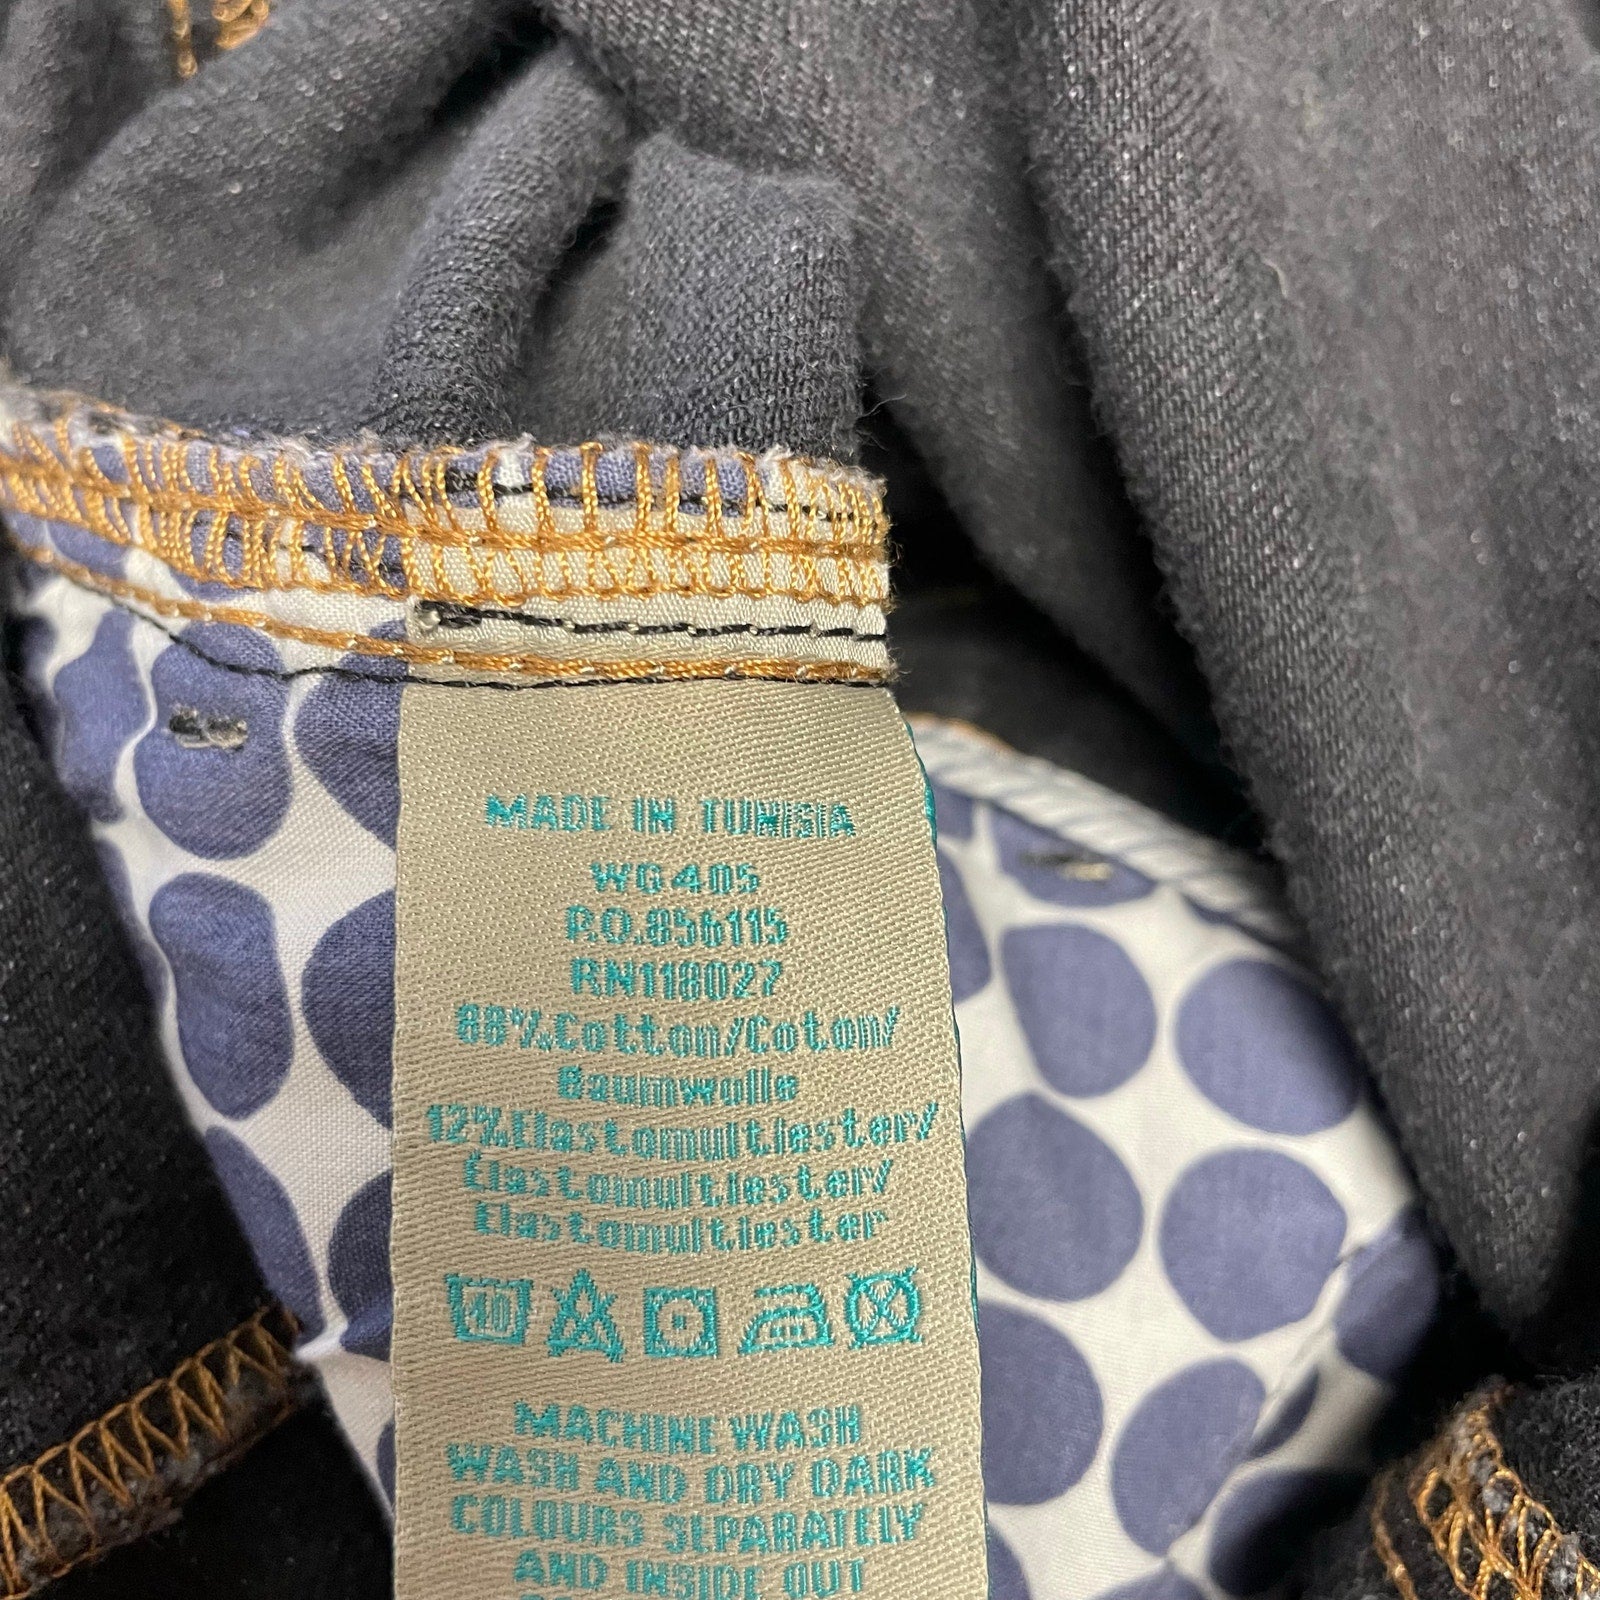 MADE IN TUNISIA
WG405
P.O.856115
RN118027
88%Cotton/Coton/
Baumwolle
12%Elastomultiester/
Elastomultiester/
Elastomultiester
40
MACHINE WASH
WASH AND DRY DARK
COLOURS SEPARATELY
AND INSIDE OUT